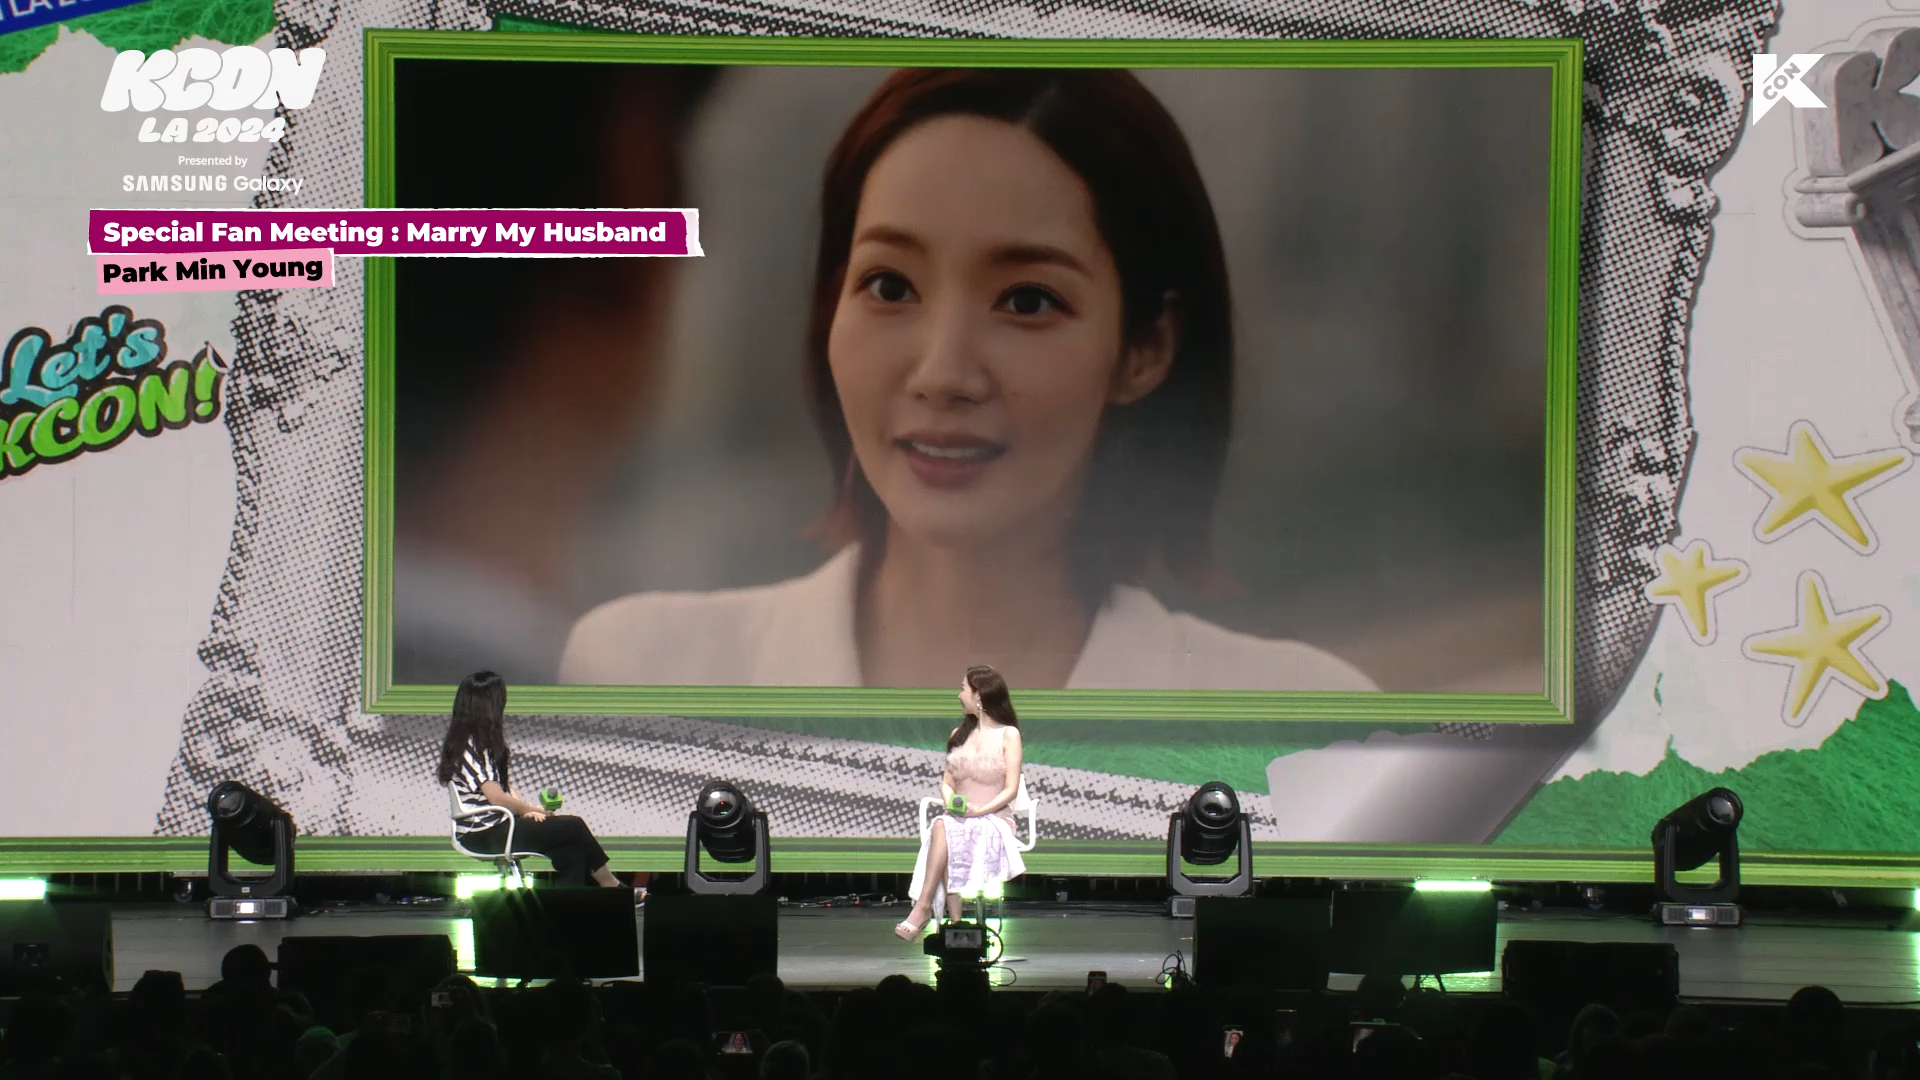 KCON
LA 2024
Presented by
SAMSUNG Galaxy
K CON
Special Fan Meeting : Marry My Husband
Park Min Young
Let's
KCON!